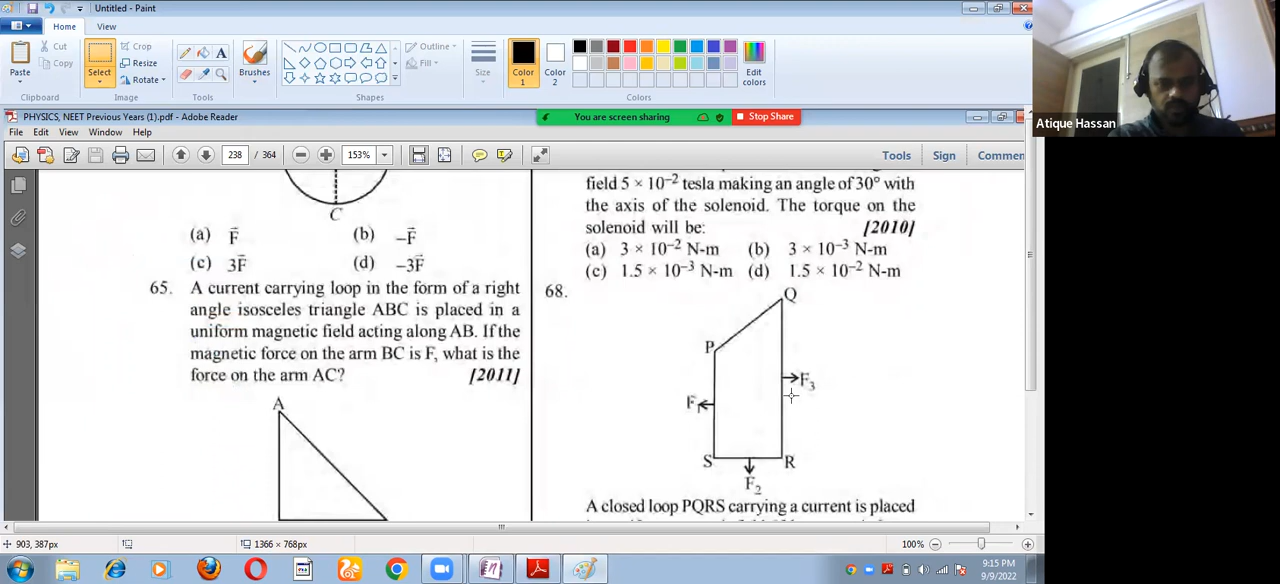 Untitled - Paint
Home
View
Paste
Cut
Copy
Clipboard
Select
Crop
Resize
Rotate
Image
A
Tools
Brushes
Outline
Fill
Shapes
Size
Color 1
Color 2
Edit colors
Colors
Atique Hassan
PHYSICS, NEET Previous Years (1).pdf - Adobe Reader
You are screen sharing
Stop Share
File Edit View Window Help
238 / 364
153%
Tools
Sign
Commen
C
(a) F⃗ (b) –F⃗
(c) 3F⃗ (d) –3F⃗
65. A current carrying loop in the form of a right
angle isosceles triangle ABC is placed in a
uniform magnetic field acting along AB. If the
magnetic force on the arm BC is F, what is the
force on the arm AC? [2011]
A
field 5 × 10⁻² tesla making an angle of 30° with
the axis of the solenoid. The torque on the
solenoid will be: [2010]
(a) 3 × 10⁻² N-m (b) 3 × 10⁻³ N-m
(c) 1.5 × 10⁻³ N-m (d) 1.5 × 10⁻² N-m
68.
Q
P
F₃
F₁
S
R
F₂
A closed loop PQRS carrying a current is placed
903, 387px
1366 × 768px
100%
9:15 PM
9/9/2022